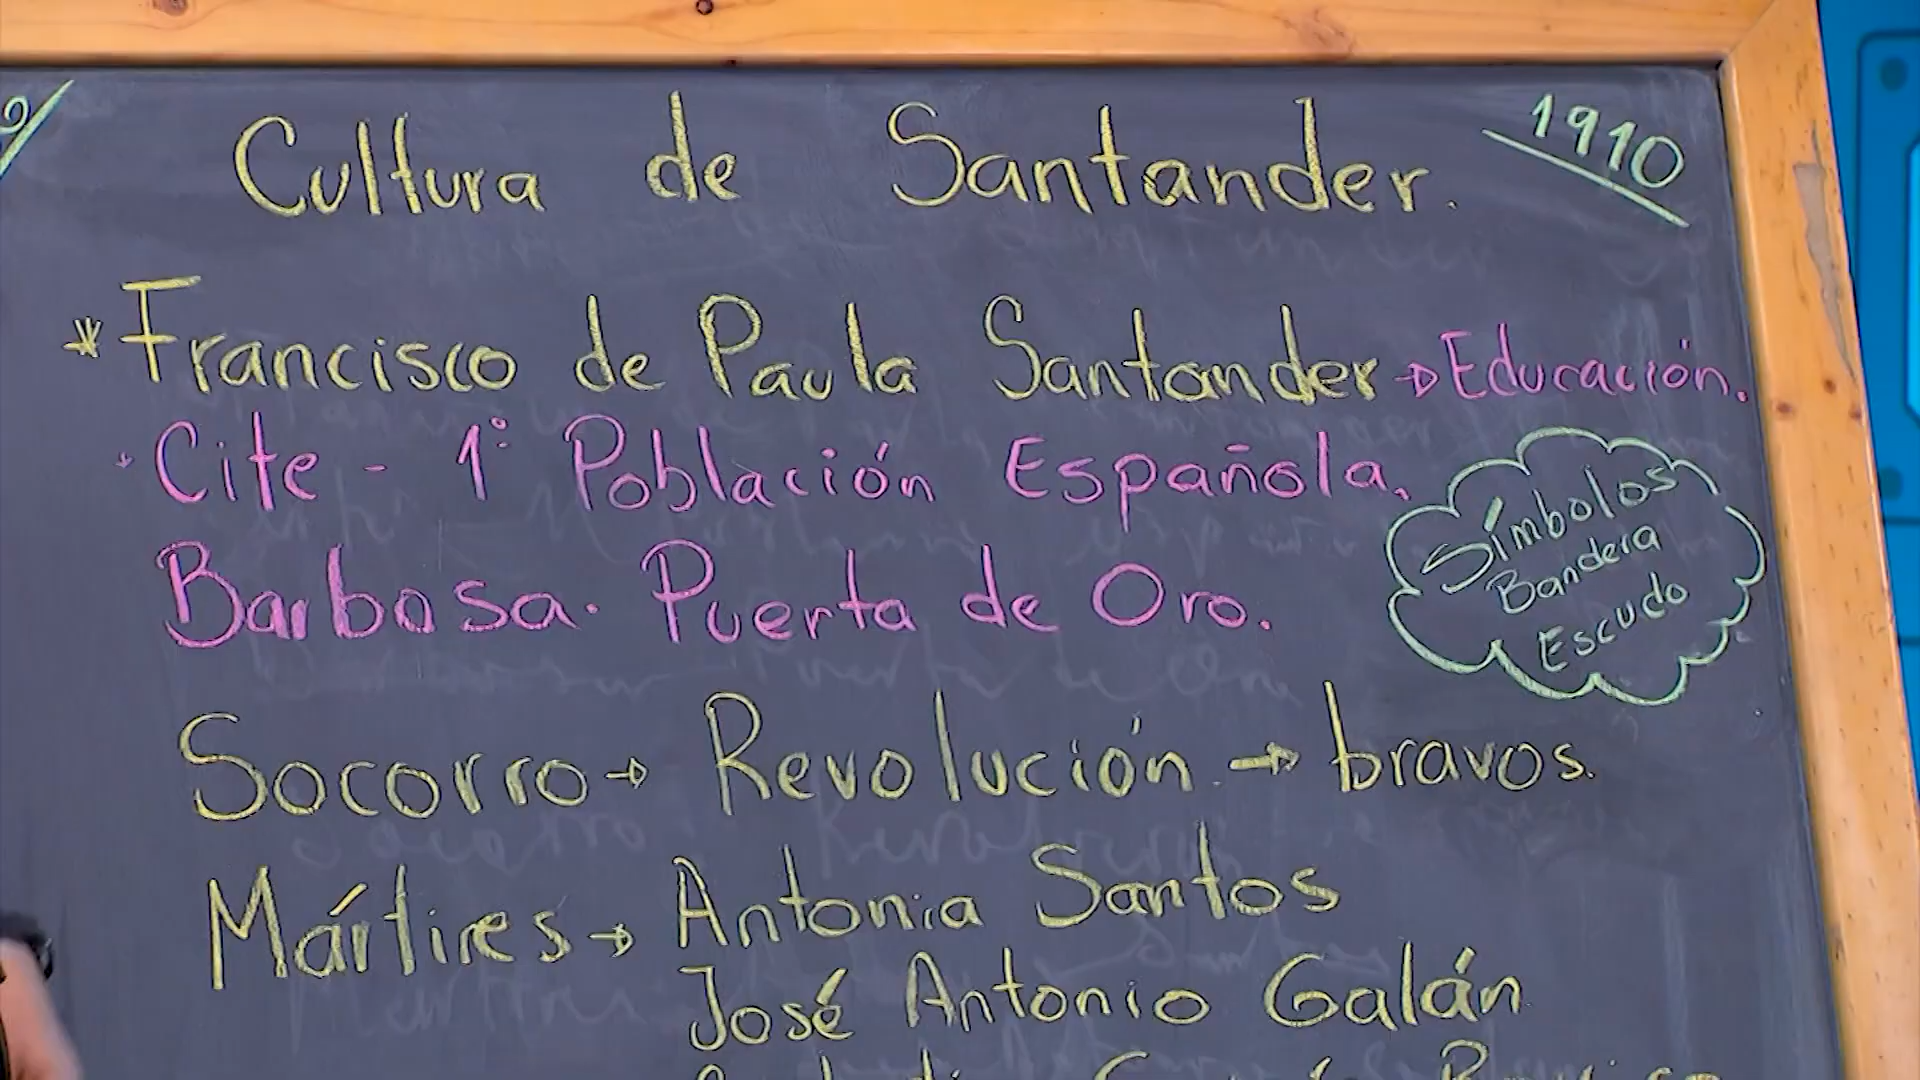 Cultura de Santander.
1910
* Francisco de Paula Santander → Educación.
· Cite - 1° Población Española.
Barbosa. Puerta de Oro.
Símbolos
Bandera
Escudo
Socorro → Revolución → bravos.
Mártires → Antonia Santos
José Antonio Galán